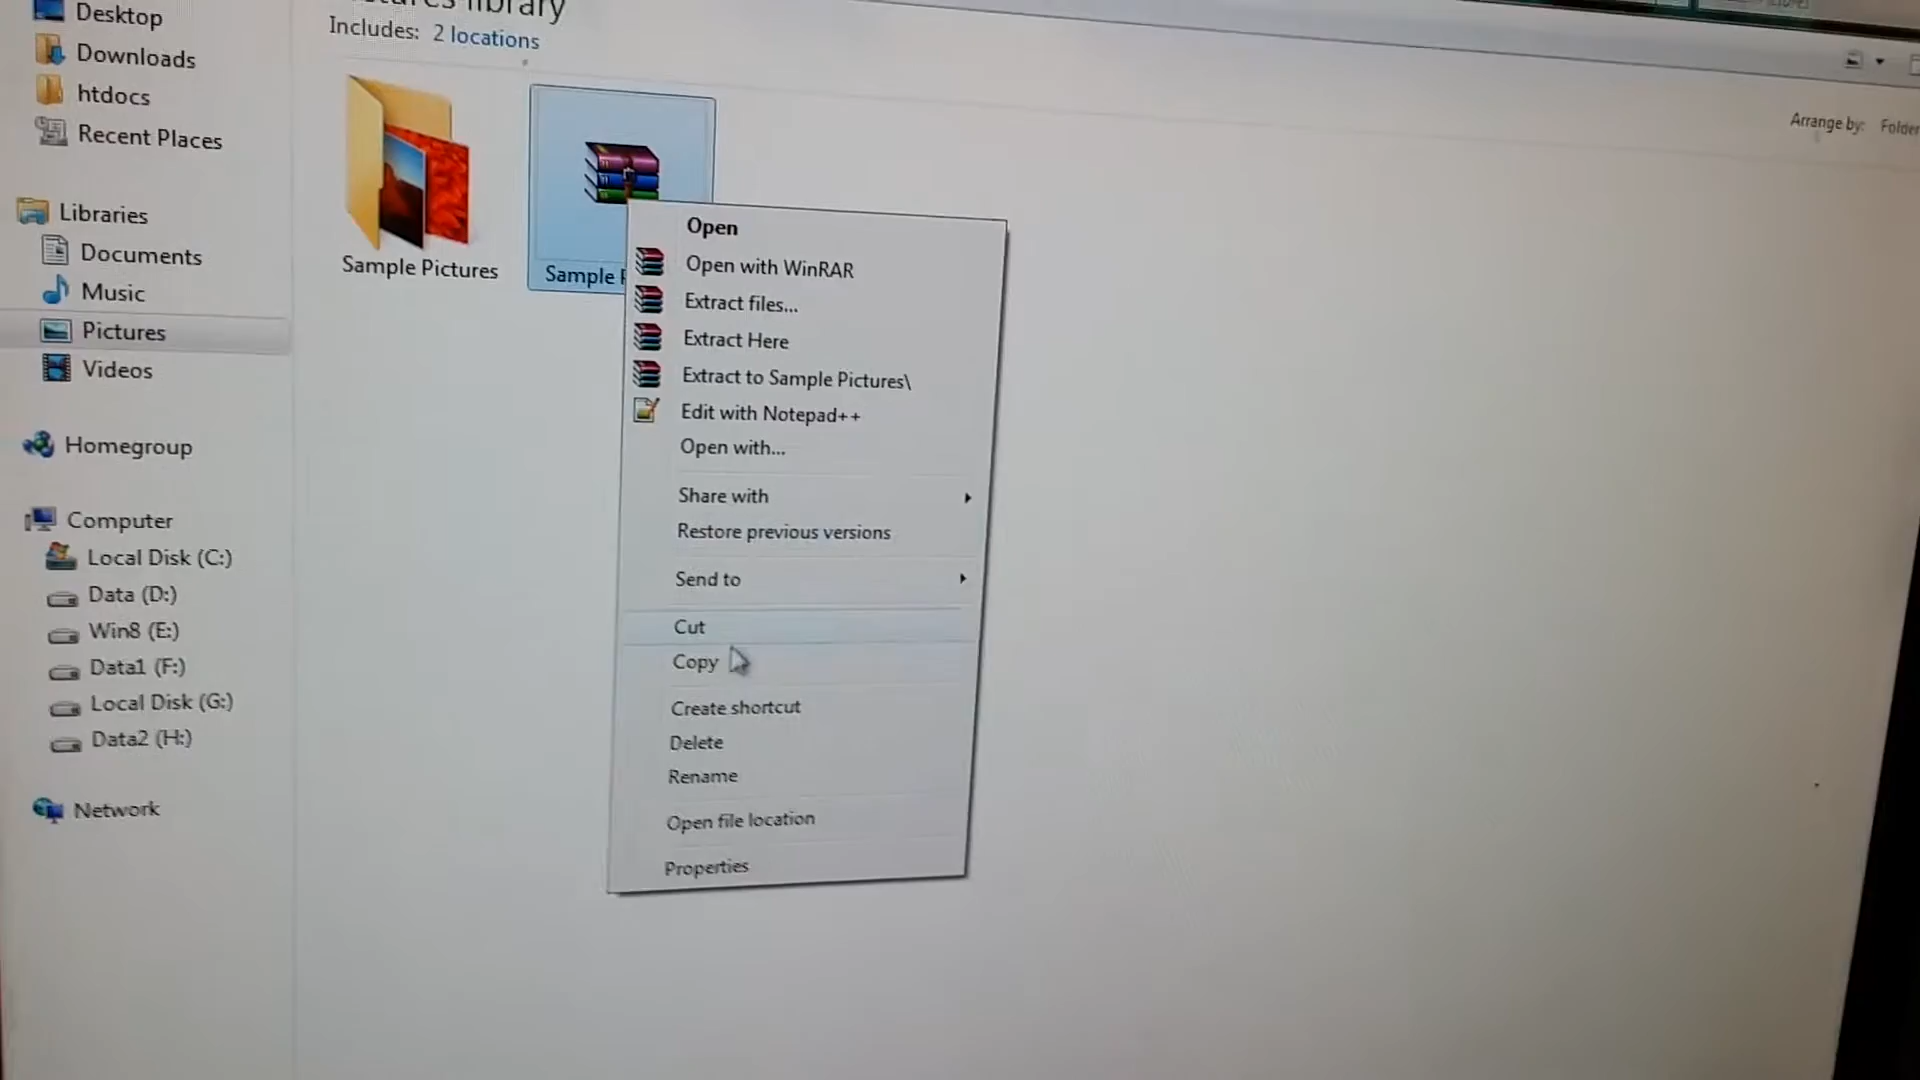 Desktop
Downloads
htdocs
Recent Places
Libraries
Documents
Music
Pictures
Videos
Homegroup
Computer
Local Disk (C:)
Data (D:)
Win8 (E:)
Data1 (F:)
Local Disk (G:)
Data2 (H:)
Network
library
Includes: 2 locations
Arrange by: Folder
Sample Pictures
Sample
Open
Open with WinRAR
Extract files...
Extract Here
Extract to Sample Pictures\
Edit with Notepad++
Open with...
Share with
Restore previous versions
Send to
Cut
Copy
Create shortcut
Delete
Rename
Open file location
Properties